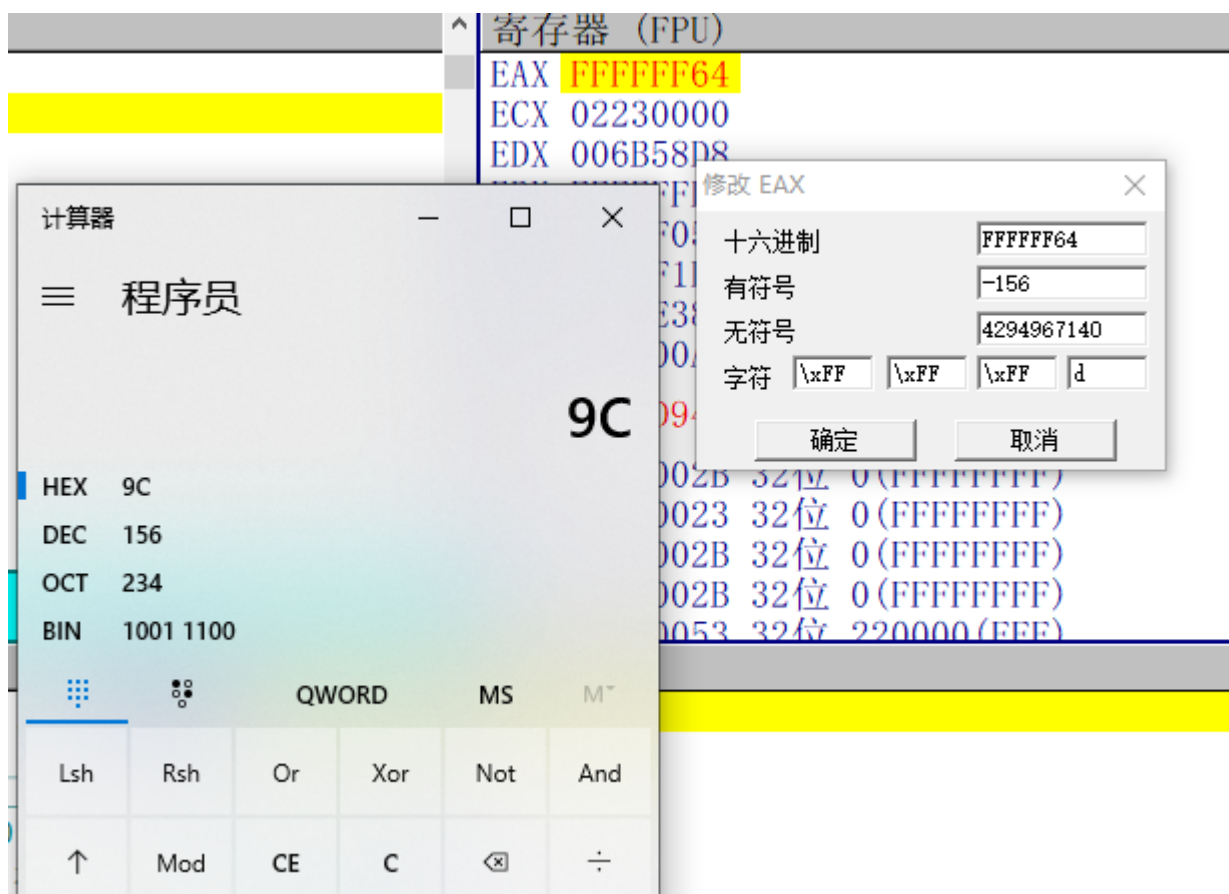 寄存器 (FPU)
EAX FFFFFF64
ECX 02230000
EDX 006B58D8
修改 EAX
十六进制 FFFFFF64
有符号 -156
无符号 4294967140
字符 \xFF \xFF \xFF d
确定 取消
计算器
程序员
9C
HEX 9C
DEC 156
OCT 234
BIN 1001 1100
QWORD MS M
Lsh Rsh Or Xor Not And
↑ Mod CE C ÷
002B 32位 0(FFFFFFFF)
0023 32位 0(FFFFFFFF)
002B 32位 0(FFFFFFFF)
002B 32位 0(FFFFFFFF)
0053 32位 220000(FFF)